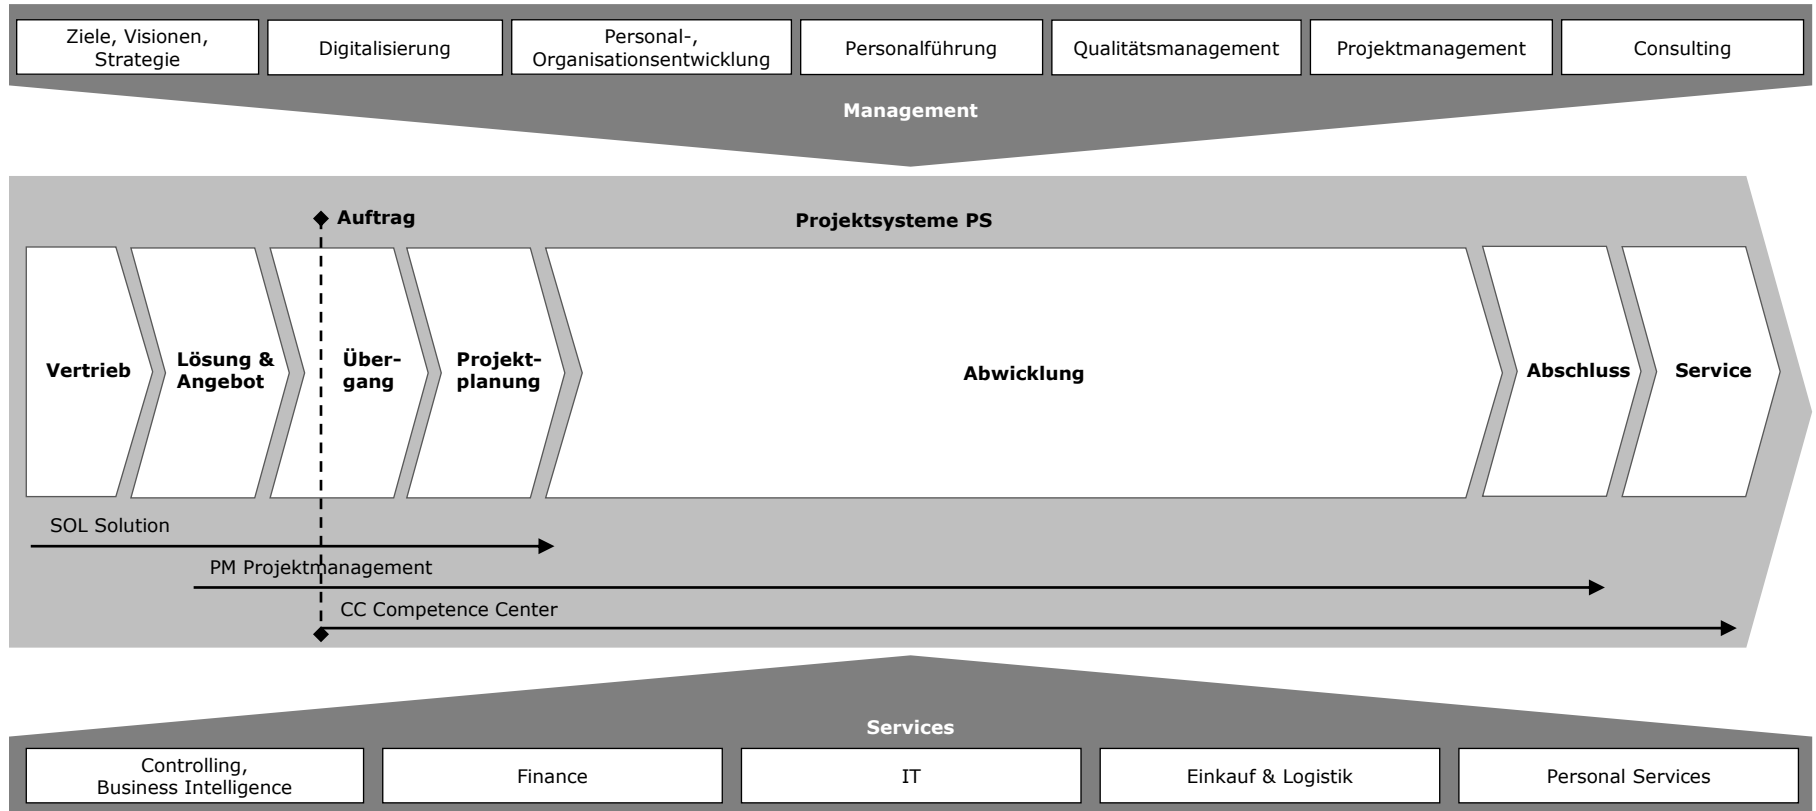 Ziele, Visionen,
Strategie
Digitalisierung
Personal-,
Organisationsentwicklung
Personalführung
Qualitätsmanagement
Projektmanagement
Consulting
Management
Auftrag
Projektsysteme PS
Vertrieb
Lösung &
Angebot
Über-
gang
Projekt-
planung
Abwicklung
Abschluss
Service
SOL Solution
PM Projektmanagement
CC Competence Center
Services
Controlling,
Business Intelligence
Finance
IT
Einkauf & Logistik
Personal Services